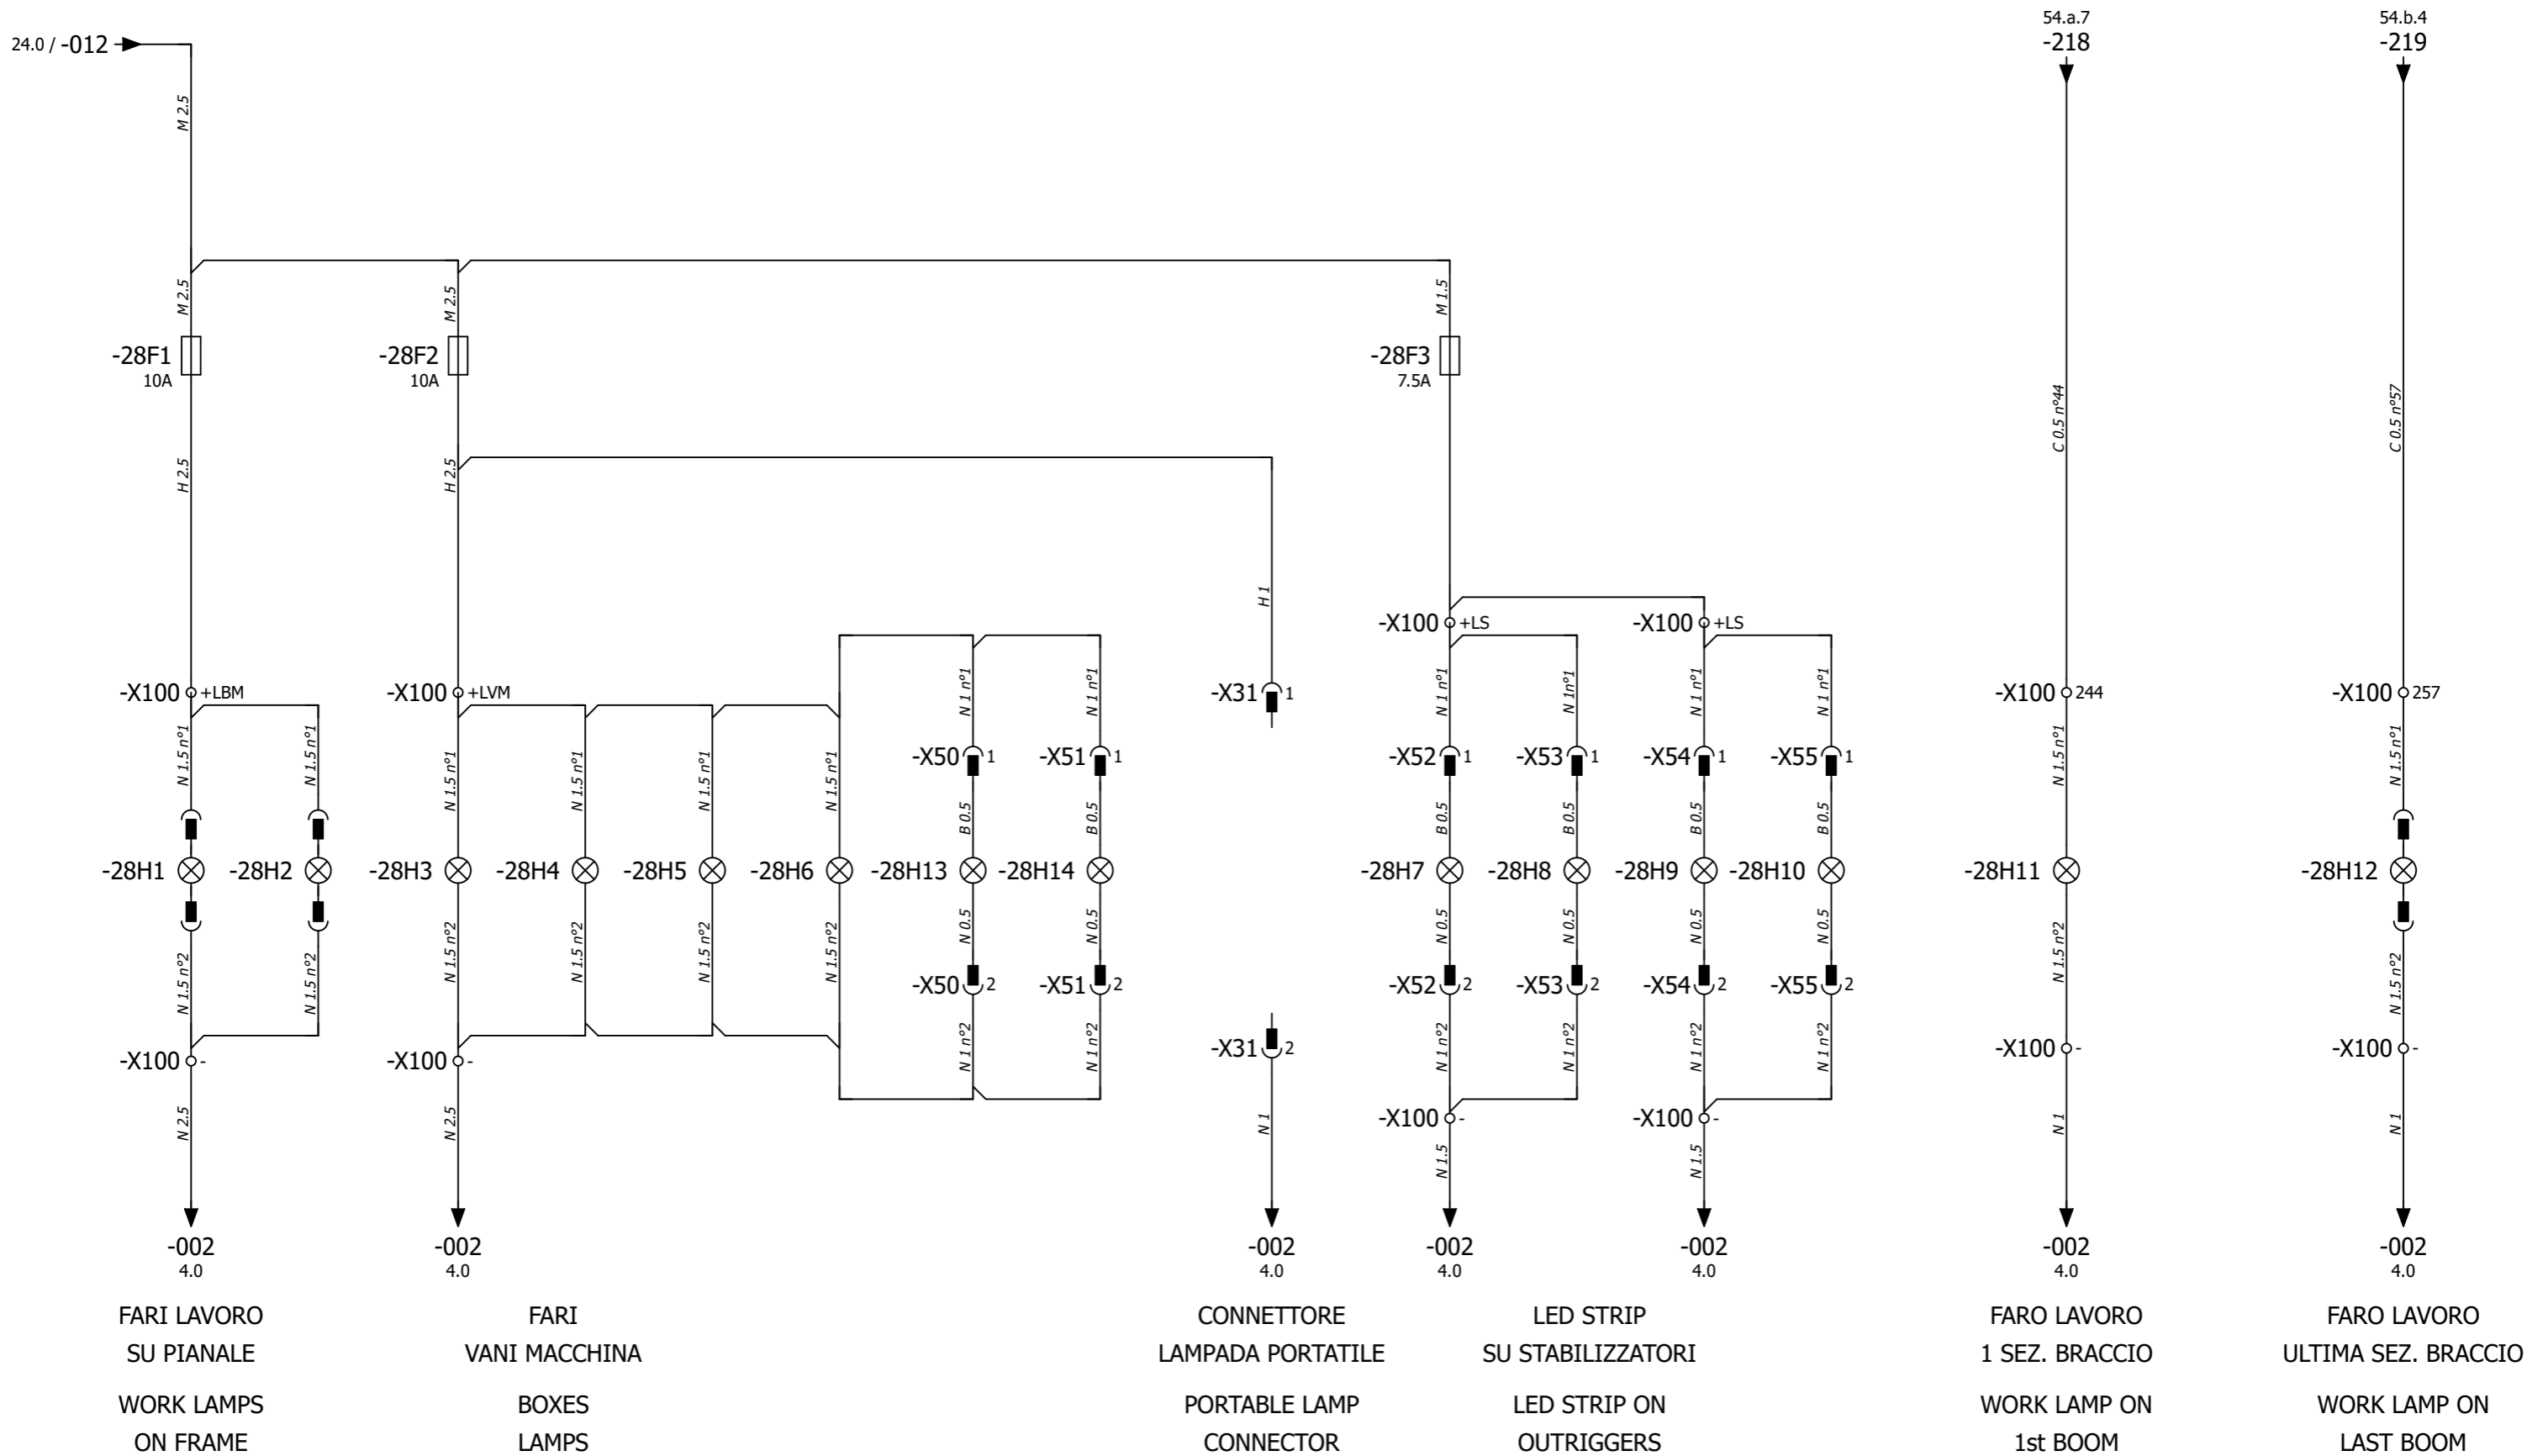 54.a.7
54.b.4
24.0 / -012
-218
-219
M 2.5
M 2.5
M 2.5
M 1.5
-28F1
10A
-28F2
10A
-28F3
7.5A
C 0.5 n°44
C 0.5 n°57
H 2.5
H 2.5
H 1
-X100 +LS
-X100 +LS
-X100 +LBM
-X100 +LVM
-X31 1
-X100 244
-X100 257
N 1 n°1
N 1 n°1
N 1 n°1
N 1n°1
N 1 n°1
N 1 n°1
N 1.5 n°1
N 1.5 n°1
N 1.5 n°1
N 1.5 n°1
N 1.5 n°1
N 1.5 n°1
N 1.5 n°1
N 1.5 n°1
-X50 1
-X51 1
-X52 1
-X53 1
-X54 1
-X55 1
B 0.5
B 0.5
B 0.5
B 0.5
B 0.5
B 0.5
-28H1
-28H2
-28H3
-28H4
-28H5
-28H6
-28H13
-28H14
-28H7
-28H8
-28H9
-28H10
-28H11
-28H12
N 0.5
N 0.5
N 0.5
N 0.5
N 0.5
N 0.5
N 1.5 n°2
N 1.5 n°2
N 1.5 n°2
N 1.5 n°2
N 1.5 n°2
N 1.5 n°2
N 1.5 n°2
N 1.5 n°2
-X50 2
-X51 2
-X52 2
-X53 2
-X54 2
-X55 2
N 1 n°2
N 1 n°2
N 1 n°2
N 1 n°2
N 1 n°2
N 1 n°2
-X100 -
-X100 -
-X31 2
-X100 -
-X100 -
-X100 -
-X100 -
N 2.5
N 2.5
N 1
N 1.5
N 1.5
N 1
N 1
-002
4.0
-002
4.0
-002
4.0
-002
4.0
-002
4.0
-002
4.0
-002
4.0
FARI LAVORO
SU PIANALE
WORK LAMPS
ON FRAME
FARI
VANI MACCHINA
BOXES
LAMPS
CONNETTORE
LAMPADA PORTATILE
PORTABLE LAMP
CONNECTOR
LED STRIP
SU STABILIZZATORI
LED STRIP ON
OUTRIGGERS
FARO LAVORO
1 SEZ. BRACCIO
WORK LAMP ON
1st BOOM
FARO LAVORO
ULTIMA SEZ. BRACCIO
WORK LAMP ON
LAST BOOM